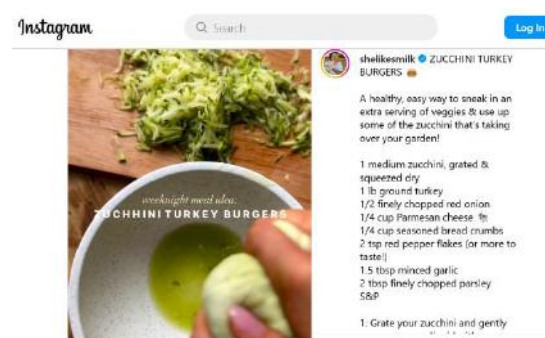 Instagram
Search
Log In
weeknight meal idea:
ZUCHHINI TURKEY BURGERS
shelikesmilk ZUCCHINI TURKEY
BURGERS 🍔
A healthy, easy way to sneak in an
extra serving of veggies & use up
some of the zucchini that's taking
over your garden!
1 medium zucchini, grated &
squeezed dry
1 lb ground turkey
1/2 finely chopped red onion
1/4 cup Parmesan cheese
1/4 cup seasoned bread crumbs
2 tsp red pepper flakes (or more to
taste!)
1.5 tbsp minced garlic
2 tbsp finely chopped parsley
S&P
1. Grate your zucchini and gently